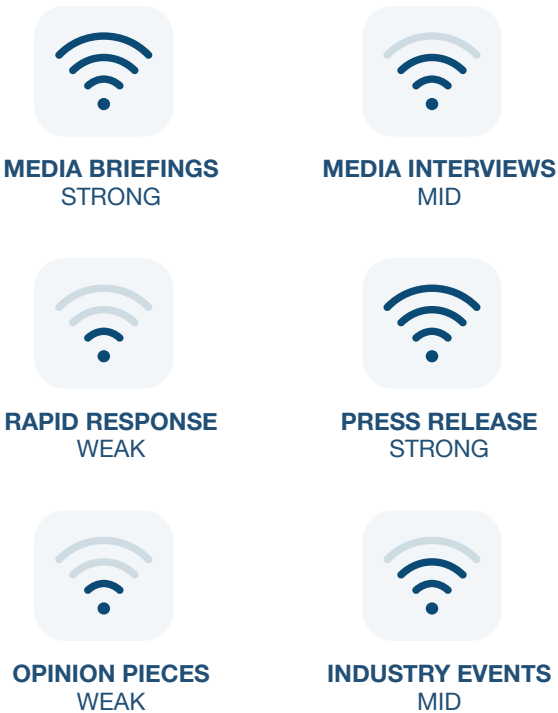 MEDIA BRIEFINGS
STRONG
MEDIA INTERVIEWS
MID
RAPID RESPONSE
WEAK
PRESS RELEASE
STRONG
OPINION PIECES
WEAK
INDUSTRY EVENTS
MID